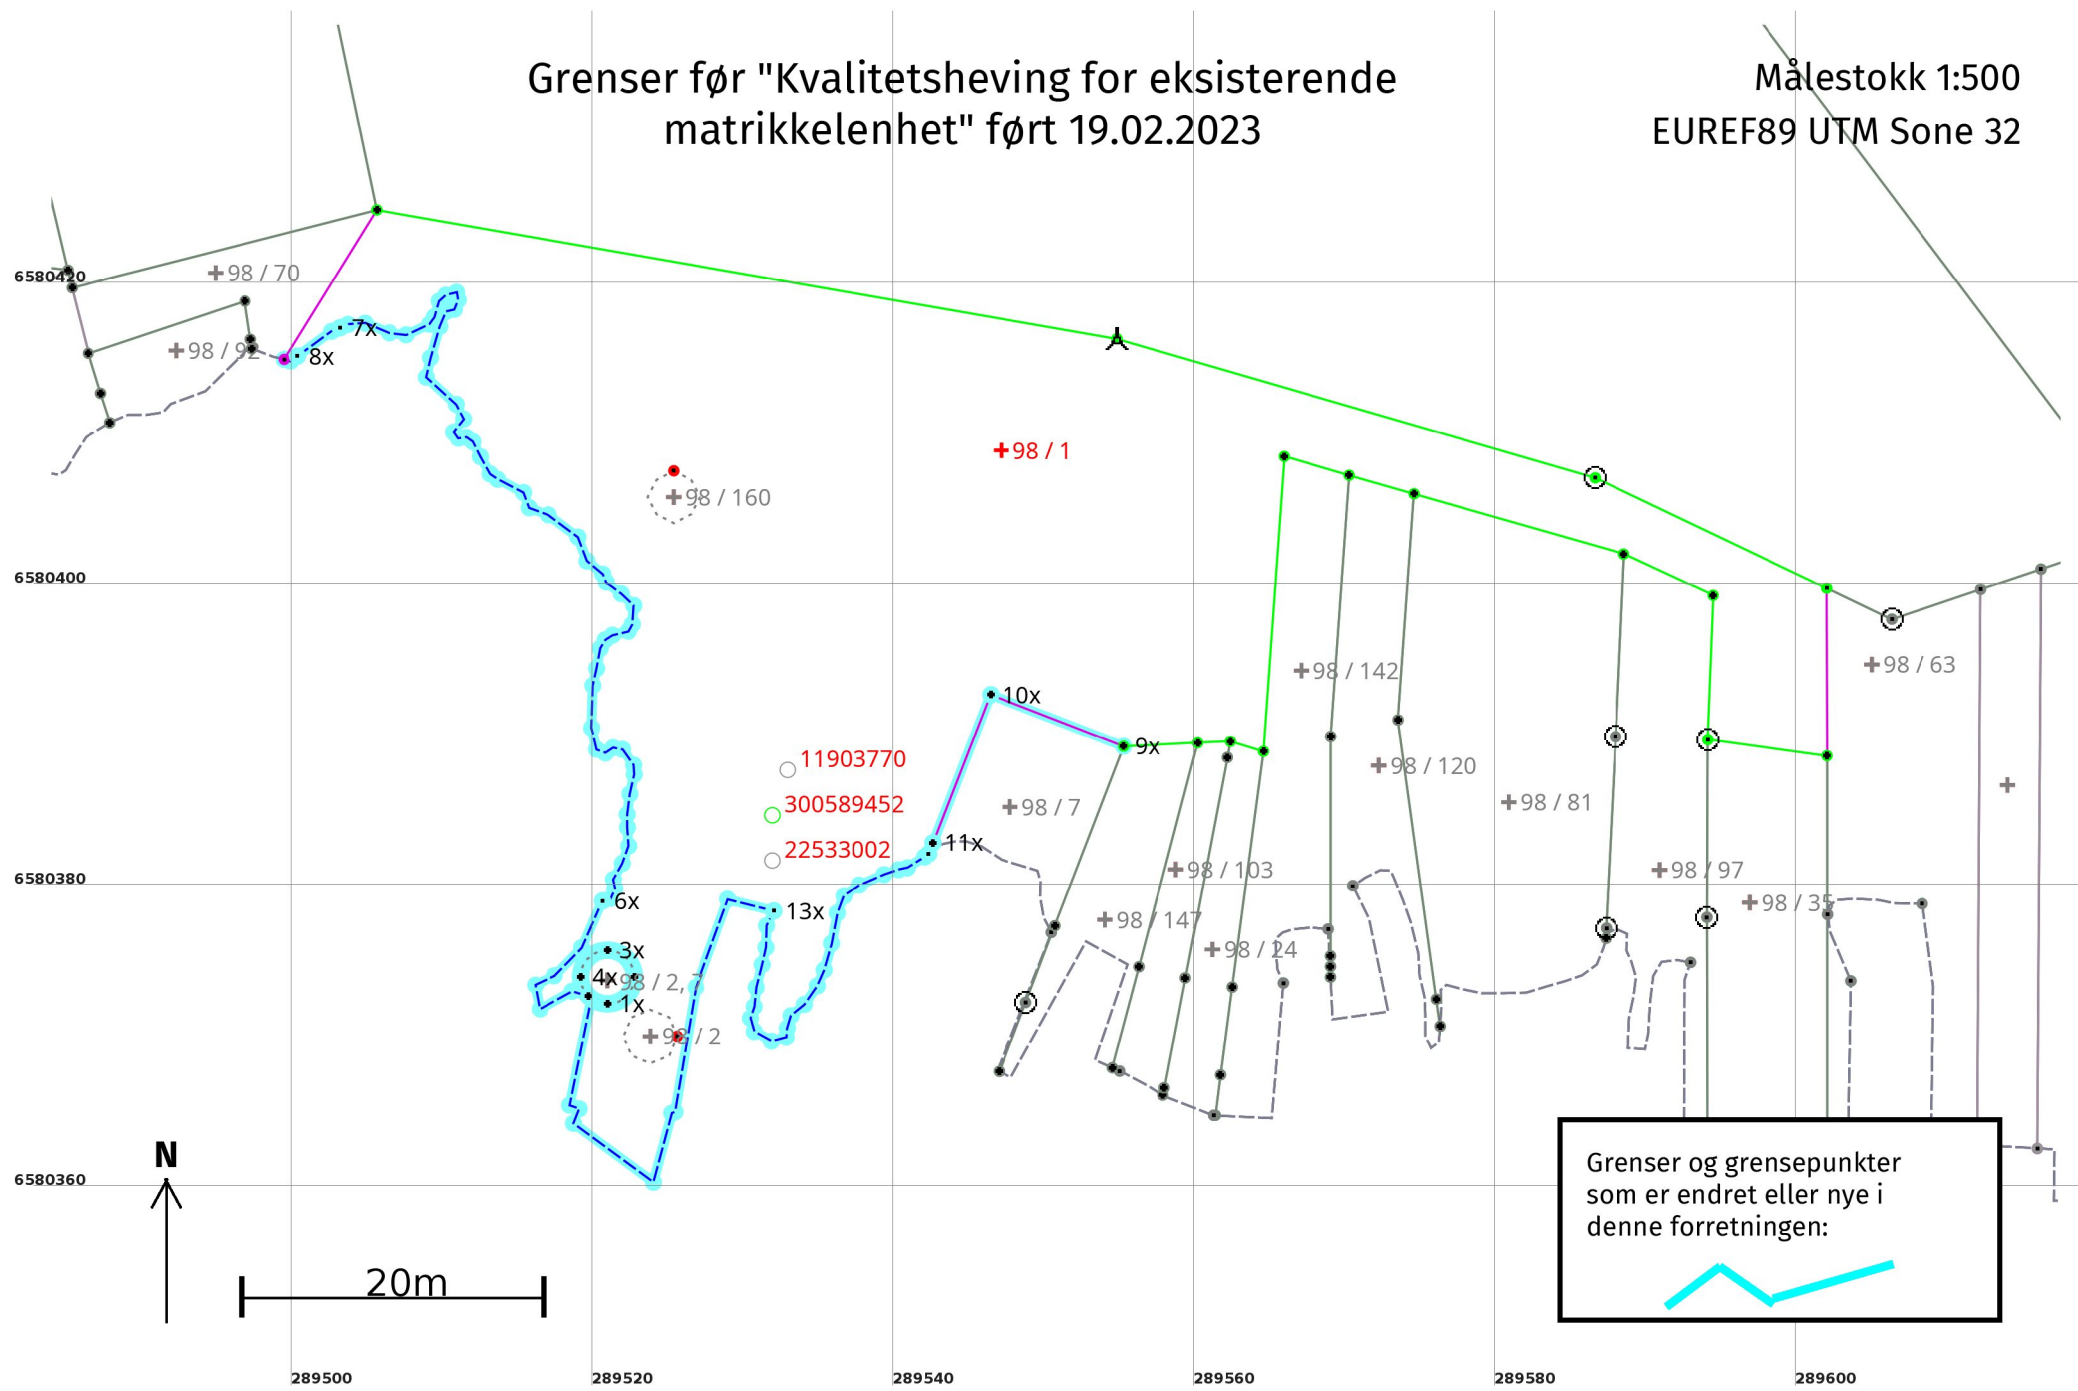 Grenser før "Kvalitetsheving for eksisterende
matrikkelenhet" ført 19.02.2023
Målestokk 1:500
EUREF89 UTM Sone 32
6580420
98 / 70
98 / 92
7x
8x
98 / 1
98 / 160
6580400
98 / 142
98 / 63
10x
9x
11903770
300589452
22533002
98 / 7
98 / 120
98 / 81
11x
6580380
98 / 103
98 / 97
6x
13x
98 / 147
98 / 35
3x
98 / 24
4x
98 / 2, 7
1x
98 / 2
6580360
N
20m
Grenser og grensepunkter
som er endret eller nye i
denne forretningen:
289500
289520
289540
289560
289580
289600